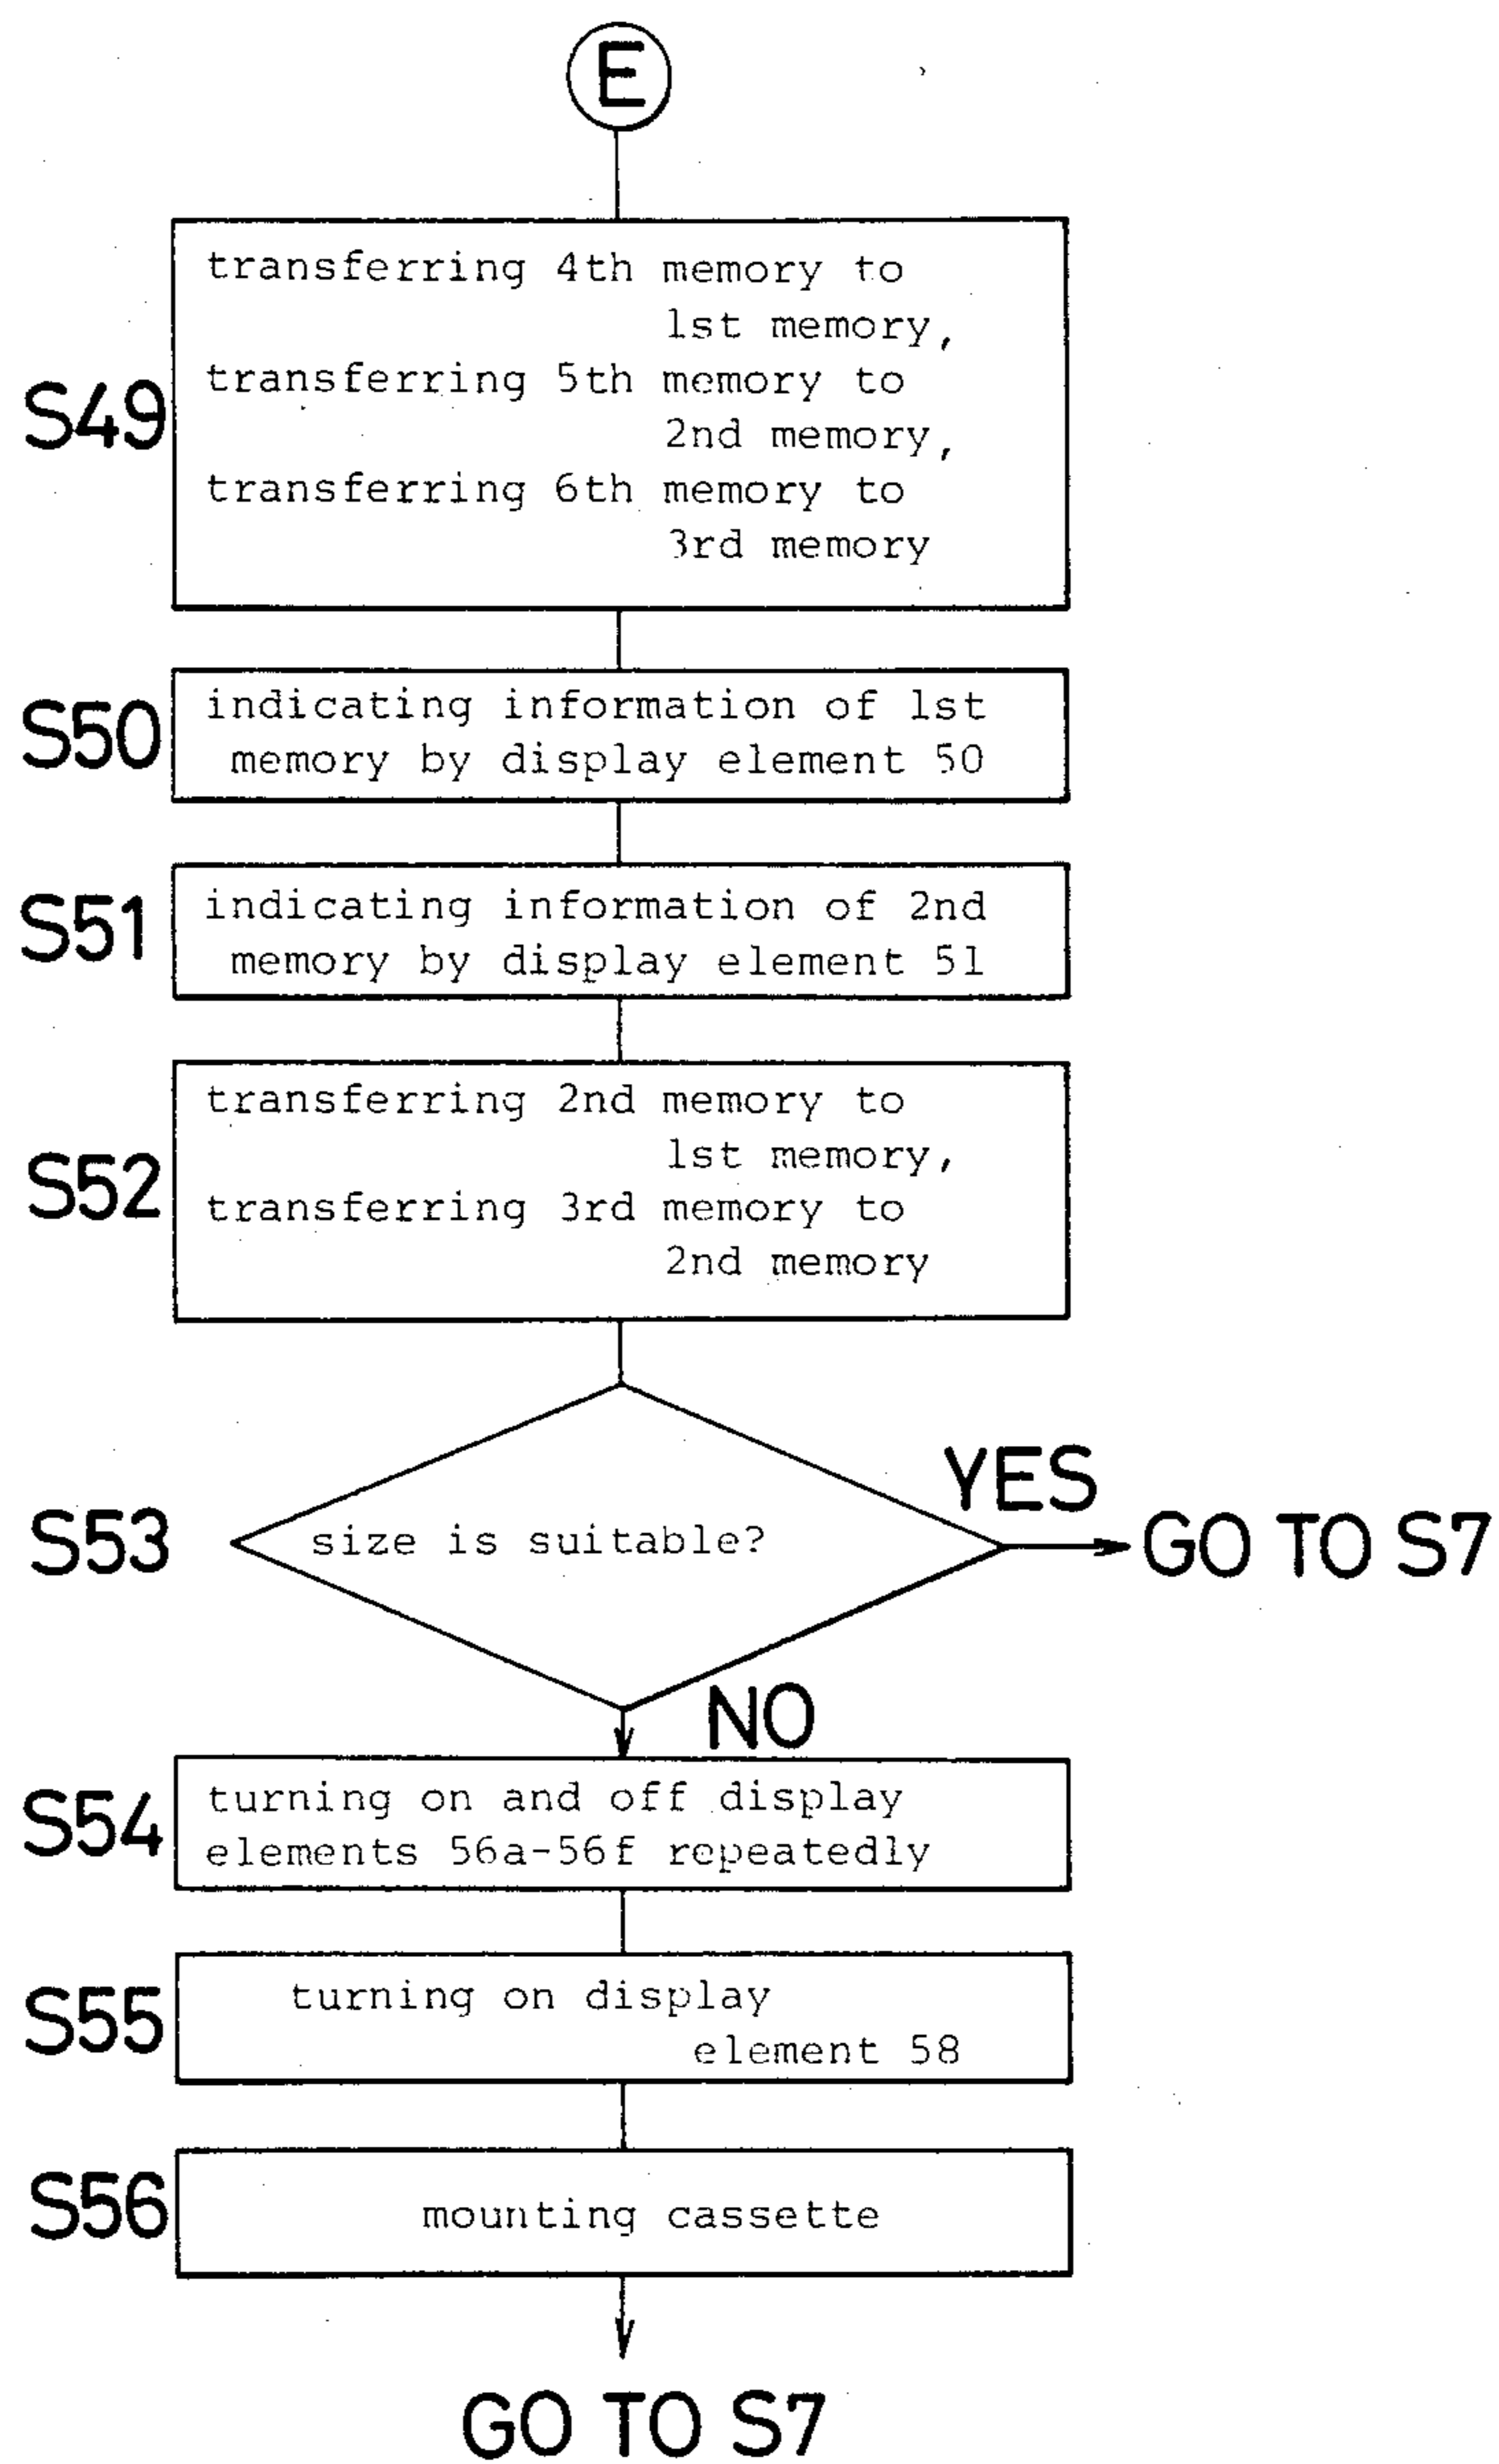 E
S49
transferring 4th memory to
1st memory,
transferring 5th memory to
2nd memory,
transferring 6th memory to
3rd memory
S50
indicating information of 1st
memory by display element 50
S51
indicating information of 2nd
memory by display element 51
S52
transferring 2nd memory to
1st memory,
transferring 3rd memory to
2nd memory
S53
size is suitable?
YES
GO TO S7
NO
S54
turning on and off display
elements 56a-56f repeatedly
S55
turning on display
element 58
S56
mounting cassette
GO TO S7